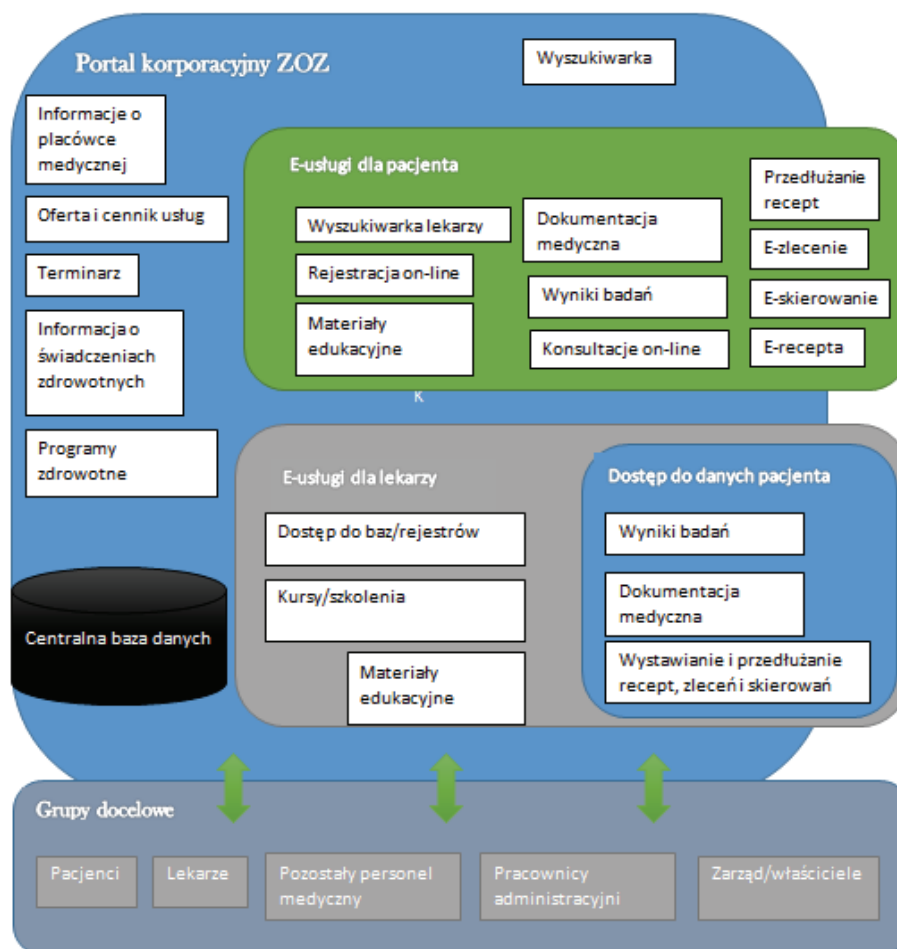 Portal korporacyjny ZOZ
Wyszukiwarka
Informacje o
placówce
medycznej
Oferta i cennik usług
Terminarz
Informacja o
świadczeniach
zdrowotnych
Programy
zdrowotne
Centralna baza danych
E-usługi dla pacjenta
Wyszukiwarka lekarzy
Rejestracja on-line
Materiały
edukacyjne
Dokumentacja
medyczna
Wyniki badań
Konsultacje on-line
Przedłużanie
recept
E-zlecenie
E-skierowanie
E-recepta
K
E-usługi dla lekarzy
Dostęp do baz/rejestrów
Kursy/szkolenia
Materiały
edukacyjne
Dostęp do danych pacjenta
Wyniki badań
Dokumentacja
medyczna
Wystawianie i przedłużanie
recept, zleceń i skierowań
Grupy docelowe
Pacjenci
Lekarze
Pozostały personel
medyczny
Pracownicy
administracyjni
Zarząd/właściciele